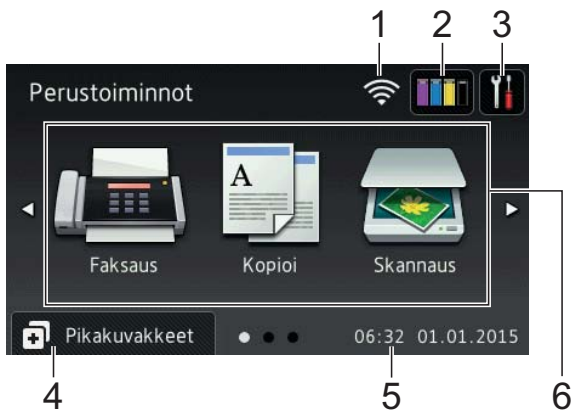 1 2 3
Perustoiminnot
A
Faksaus Kopioi Skannaus
Pikakuvakkeet 06:32 01.01.2015
4 5 6